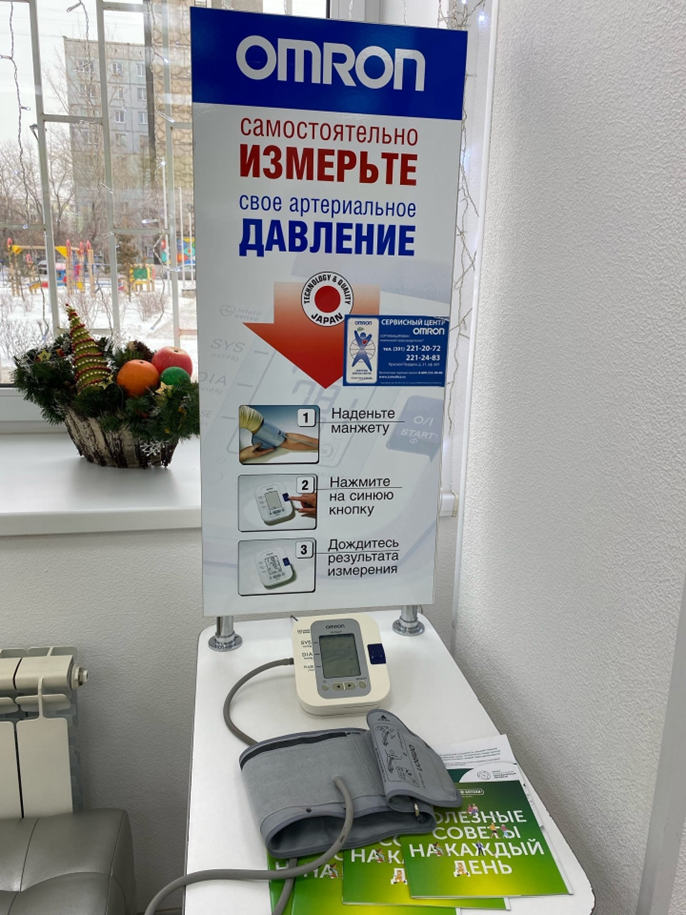 OMRON
самостоятельно
ИЗМЕРЬТЕ
свое артериальное
ДАВЛЕНИЕ
TECHNOLOGY & QUALITY
JAPAN
OMRON
СЕРВИСНЫЙ ЦЕНТР
OMRON
тел. (391) 221-20-72
221-24-83
SYS
DIA
O/I
START
1
Наденьте
манжету
2
Нажмите
на синюю
кнопку
3
Дождитесь
результата
измерения
OMRON
SYS
DIA
OMRON
ПОЛЕЗНЫЕ
СОВЕТЫ
НА КАЖДЫЙ
ДЕНЬ